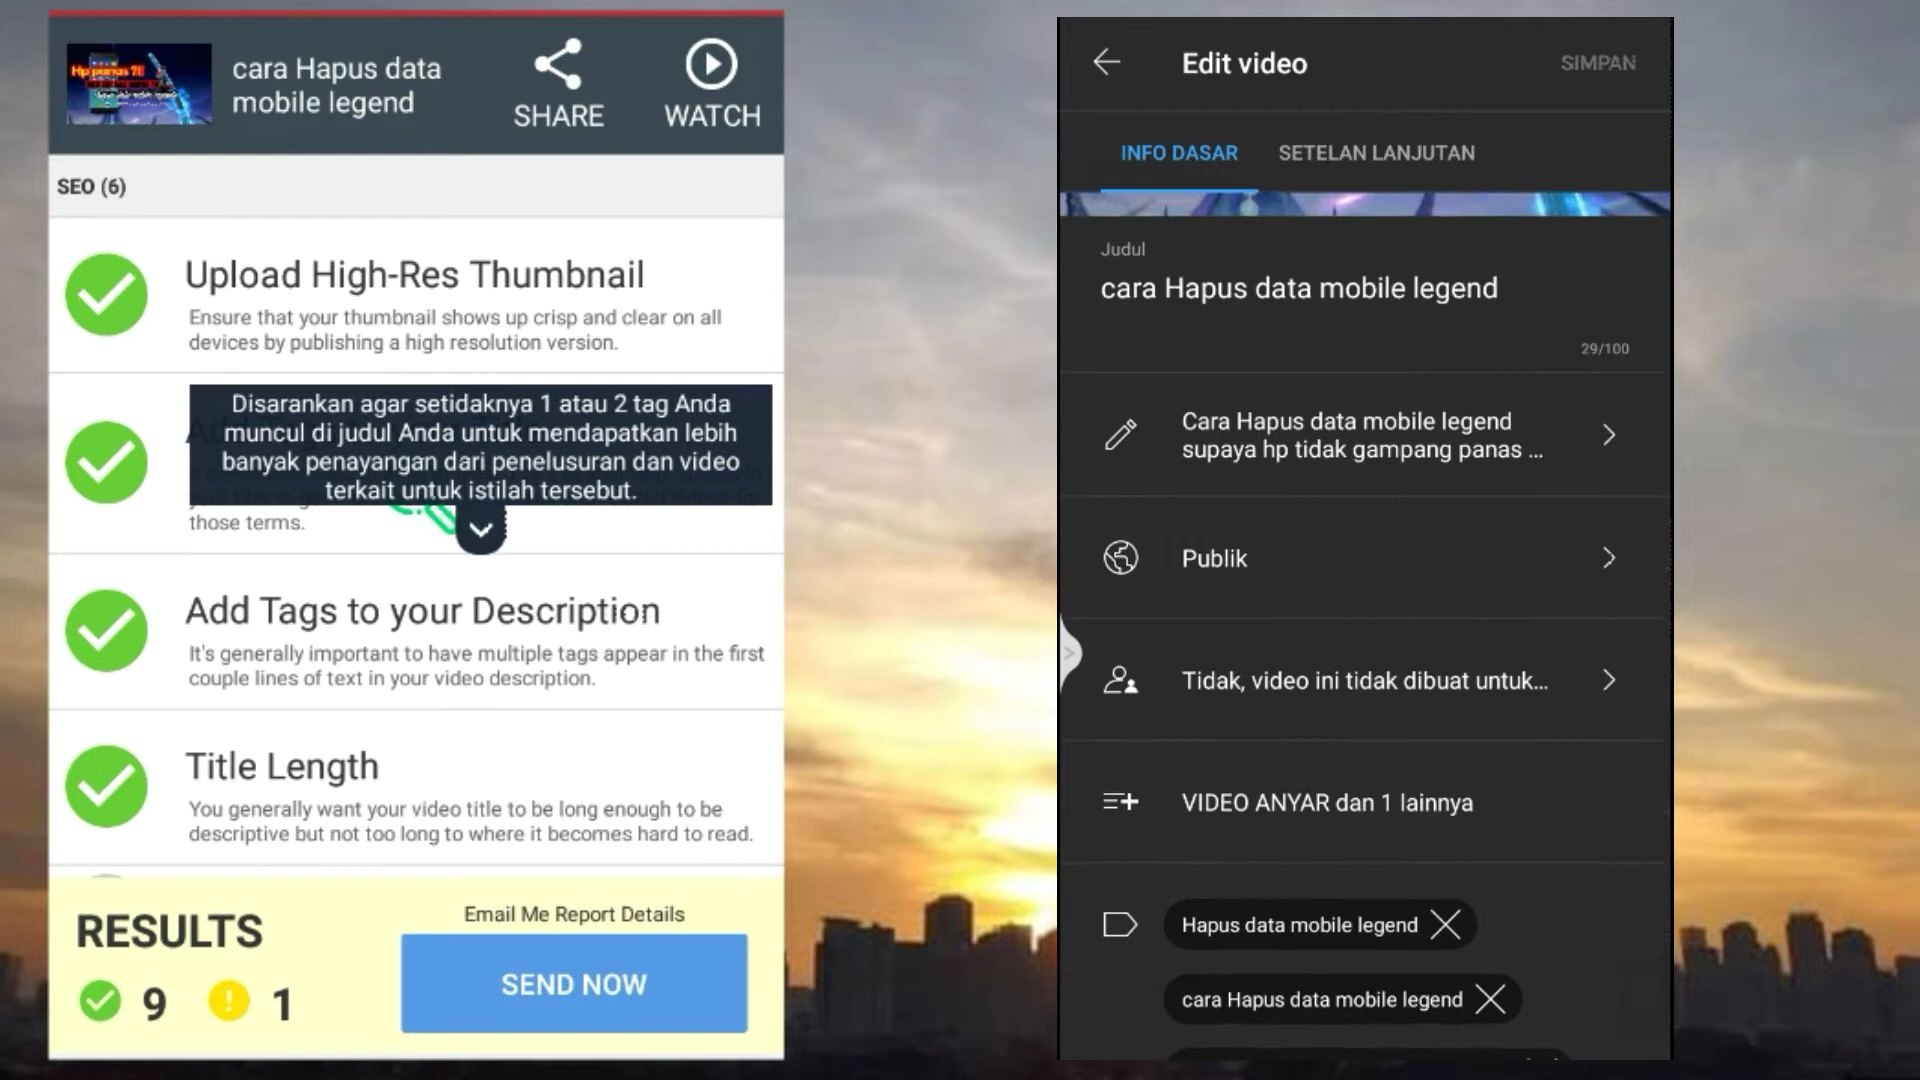 Hp panas ?!!
cara Hapus data
mobile legend
SHARE
WATCH
SEO (6)
Upload High-Res Thumbnail
Ensure that your thumbnail shows up crisp and clear on all
devices by publishing a high resolution version.
Disarankan agar setidaknya 1 atau 2 tag Anda
muncul di judul Anda untuk mendapatkan lebih
banyak penayangan dari penelusuran dan video
terkait untuk istilah tersebut.
those terms.
Add Tags to your Description
It's generally important to have multiple tags appear in the first
couple lines of text in your video description.
Title Length
You generally want your video title to be long enough to be
descriptive but not too long to where it becomes hard to read.
RESULTS
9
1
Email Me Report Details
SEND NOW
Edit video
SIMPAN
INFO DASAR
SETELAN LANJUTAN
Judul
cara Hapus data mobile legend
29/100
Cara Hapus data mobile legend
supaya hp tidak gampang panas ...
Publik
Tidak, video ini tidak dibuat untuk...
VIDEO ANYAR dan 1 lainnya
Hapus data mobile legend
cara Hapus data mobile legend